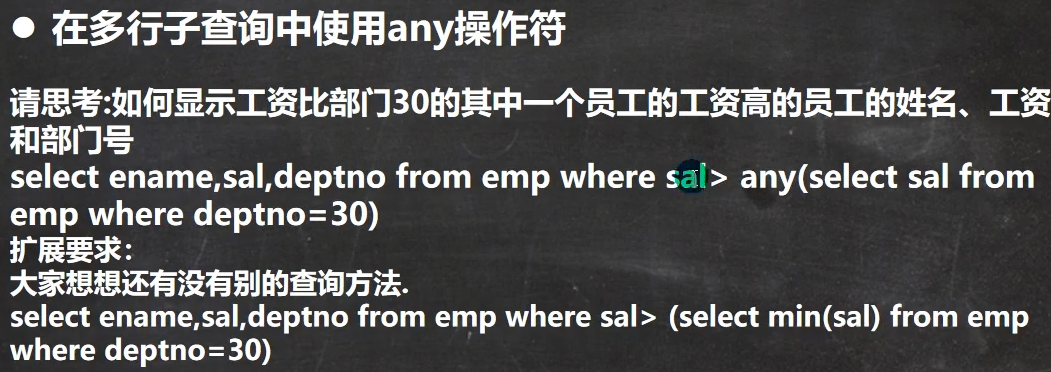 ● 在多行子查询中使用any操作符
请思考:如何显示工资比部门30的其中一个员工的工资高的员工的姓名、工资
和部门号
select ename,sal,deptno from emp where sal> any(select sal from
emp where deptno=30)
扩展要求:
大家想想还有没有别的查询方法.
select ename,sal,deptno from emp where sal> (select min(sal) from emp
where deptno=30)